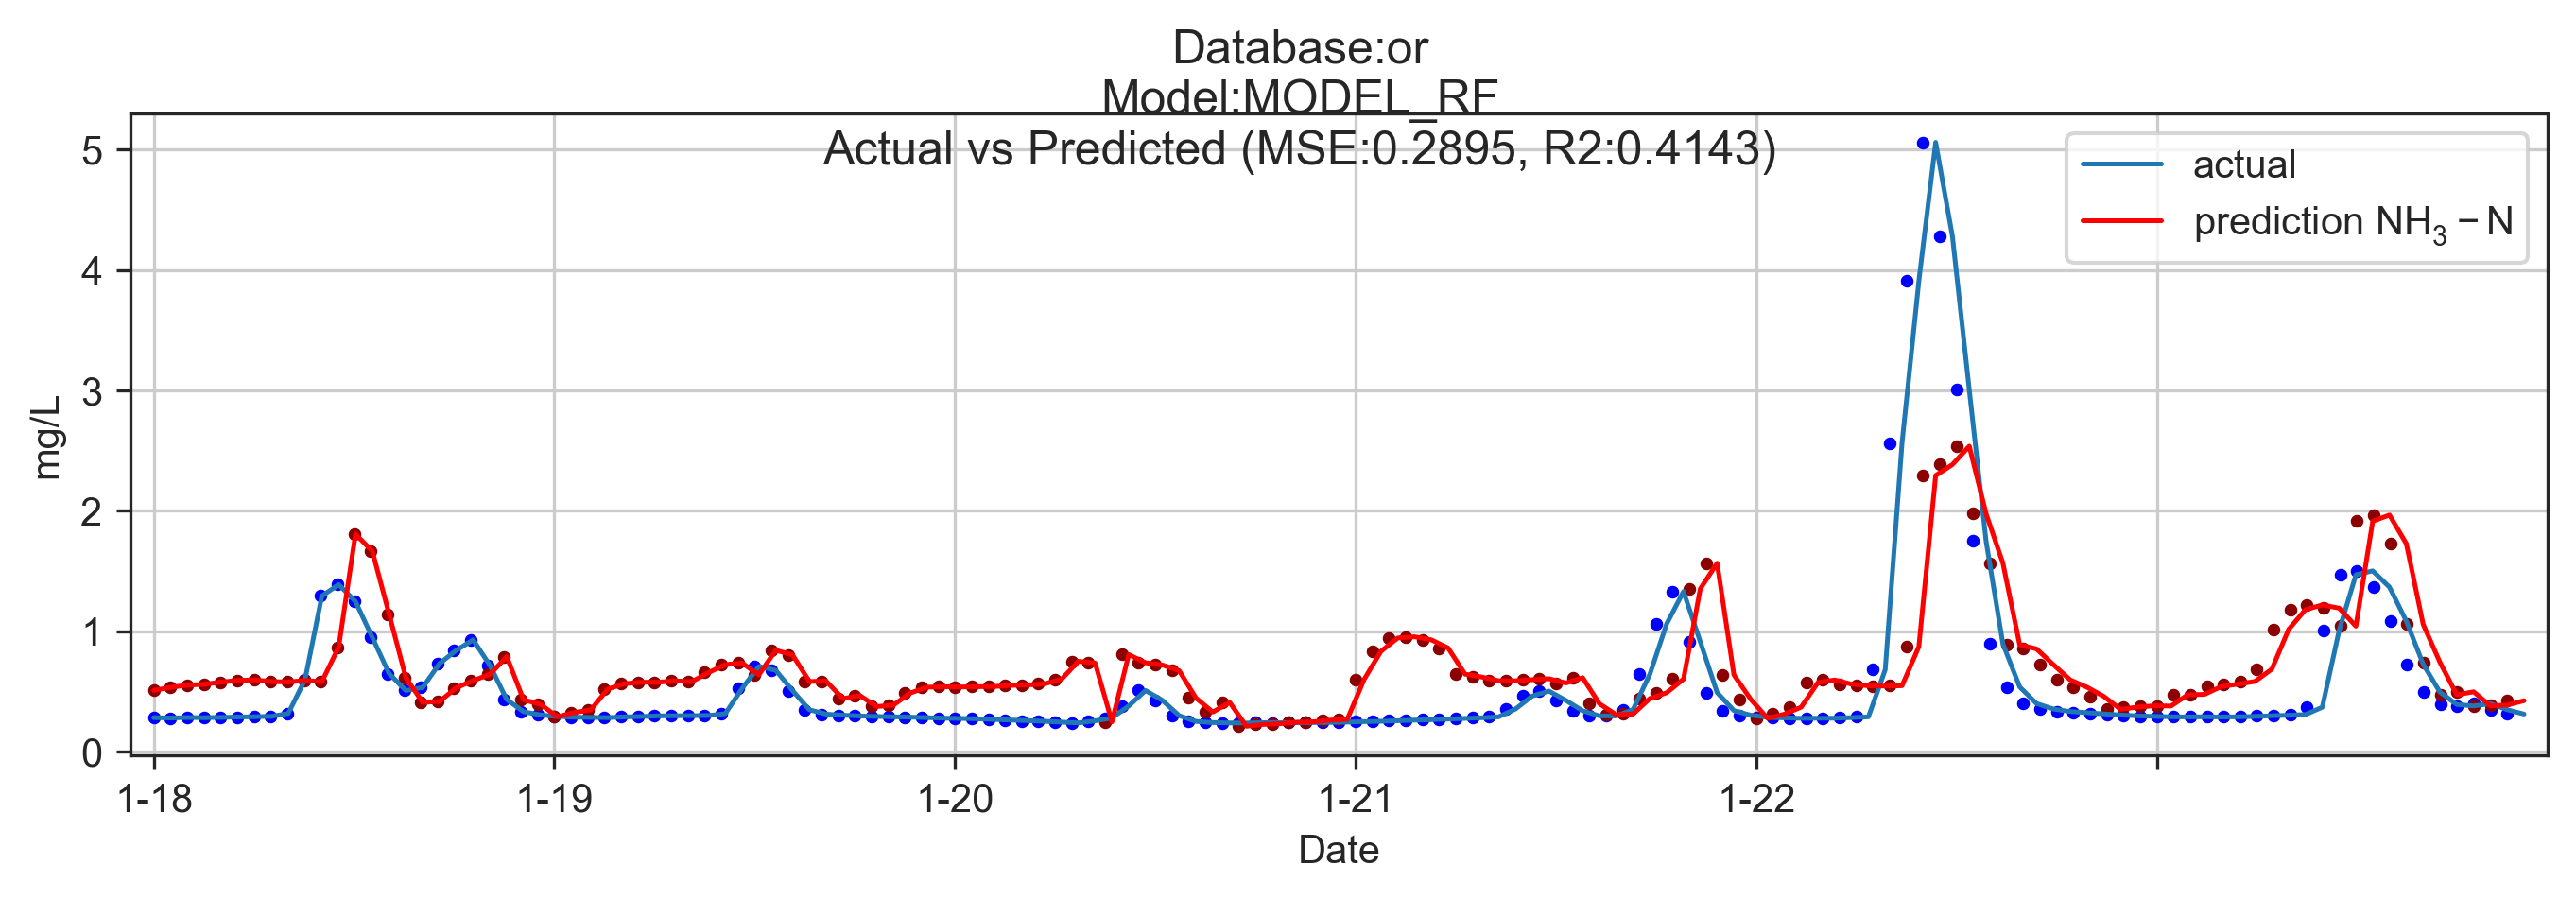 Database:or
Model:MODEL_RF
Actual vs Predicted (MSE:0.2895, R2:0.4143)
actual
prediction NH₃ − N
5
4
3
2
1
0
mg/L
1-18 1-19 1-20 1-21 1-22
Date